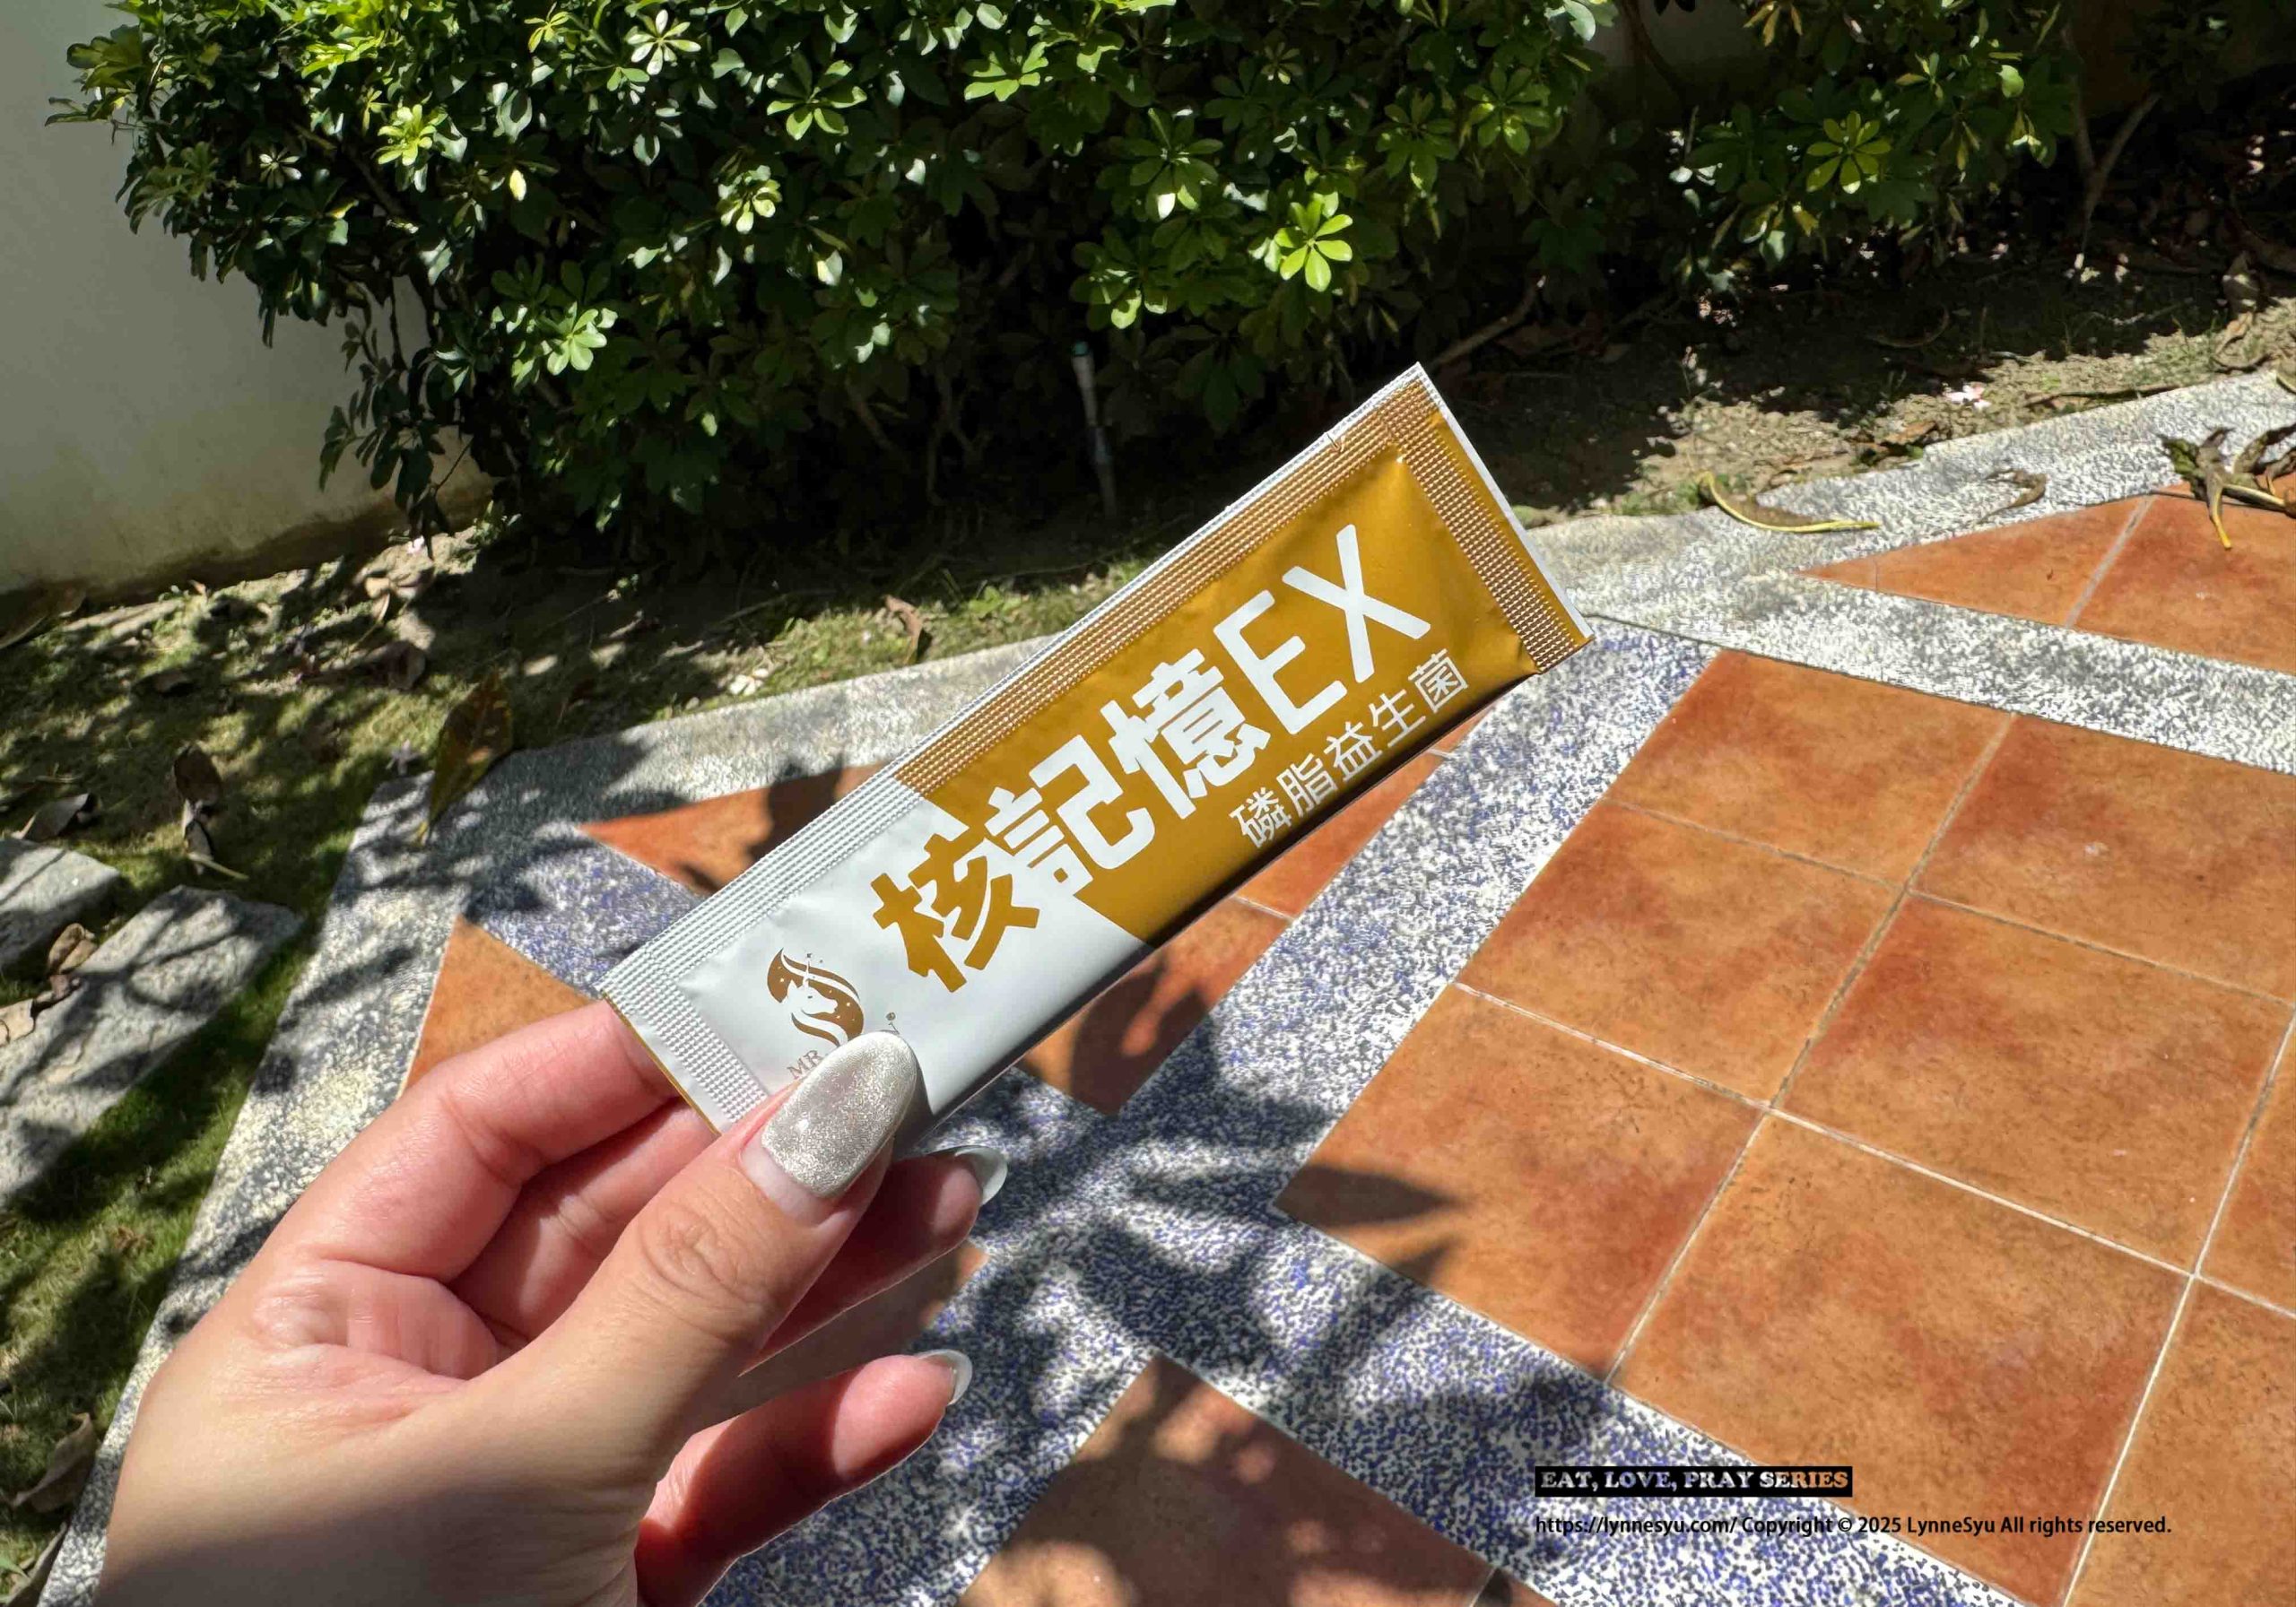 核記憶EX
磷脂益生菌
MR
EAT, LOVE, PRAY SERIES
https://lynnesyu.com/ Copyright © 2025 LynneSyu All rights reserved.